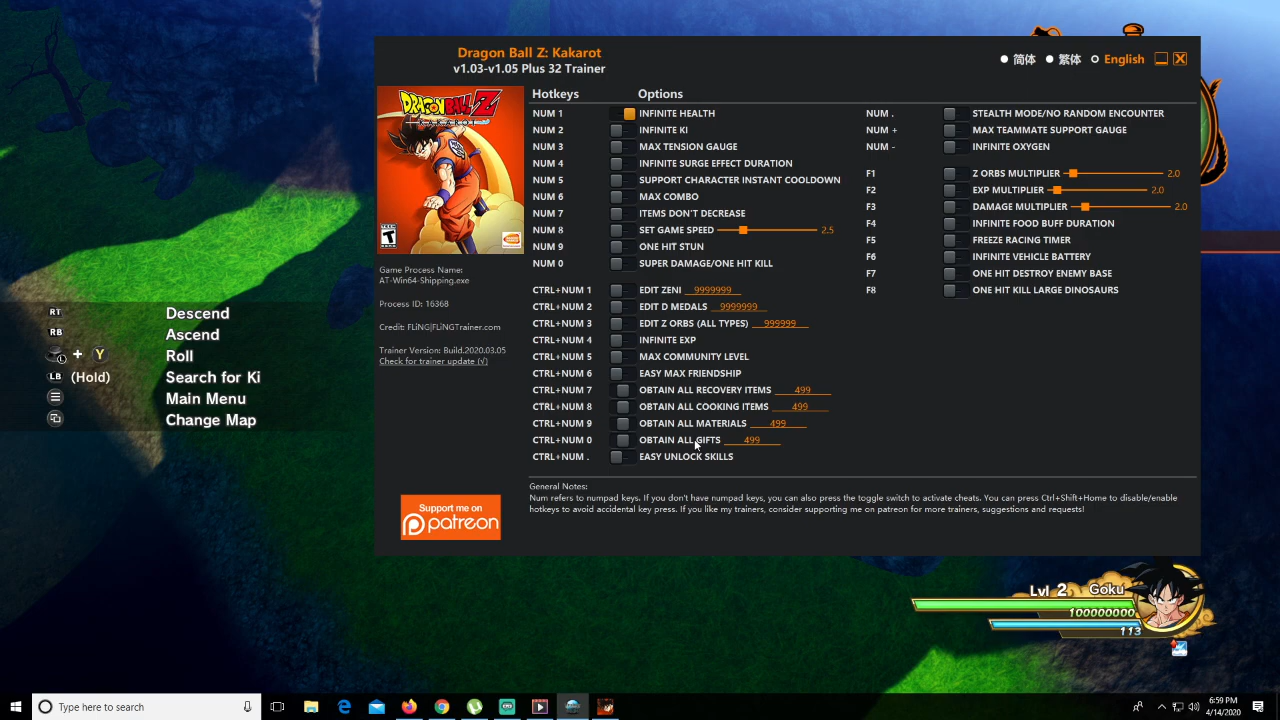 Dragon Ball Z: Kakarot
v1.03-v1.05 Plus 32 Trainer
简体 繁體 English
Hotkeys Options
NUM 1 INFINITE HEALTH
NUM 2 INFINITE KI
NUM 3 MAX TENSION GAUGE
NUM 4 INFINITE SURGE EFFECT DURATION
NUM 5 SUPPORT CHARACTER INSTANT COOLDOWN
NUM 6 MAX COMBO
NUM 7 ITEMS DON'T DECREASE
NUM 8 SET GAME SPEED 2.5
NUM 9 ONE HIT STUN
NUM 0 SUPER DAMAGE/ONE HIT KILL
CTRL+NUM 1 EDIT ZENI 9999999
CTRL+NUM 2 EDIT D MEDALS 9999999
CTRL+NUM 3 EDIT Z ORBS (ALL TYPES) 999999
CTRL+NUM 4 INFINITE EXP
CTRL+NUM 5 MAX COMMUNITY LEVEL
CTRL+NUM 6 EASY MAX FRIENDSHIP
CTRL+NUM 7 OBTAIN ALL RECOVERY ITEMS 499
CTRL+NUM 8 OBTAIN ALL COOKING ITEMS 499
CTRL+NUM 9 OBTAIN ALL MATERIALS 499
CTRL+NUM 0 OBTAIN ALL GIFTS 499
CTRL+NUM . EASY UNLOCK SKILLS
NUM . STEALTH MODE/NO RANDOM ENCOUNTER
NUM + MAX TEAMMATE SUPPORT GAUGE
NUM - INFINITE OXYGEN
F1 Z ORBS MULTIPLIER 2.0
F2 EXP MULTIPLIER 2.0
F3 DAMAGE MULTIPLIER 2.0
F4 INFINITE FOOD BUFF DURATION
F5 FREEZE RACING TIMER
F6 INFINITE VEHICLE BATTERY
F7 ONE HIT DESTROY ENEMY BASE
F8 ONE HIT KILL LARGE DINOSAURS
DRAGONBALL Z
KAKAROT
T
BANDAI NAMCO
Game Process Name:
AT-Win64-Shipping.exe
Process ID: 16368
Credit: FLiNG|FLiNGTrainer.com
Trainer Version: Build.2020.03.05
Check for trainer update (√)
Support me on
patreon
General Notes:
Num refers to numpad keys. If you don't have numpad keys, you can also press the toggle switch to activate cheats. You can press Ctrl+Shift+Home to disable/enable
hotkeys to avoid accidental key press. If you like my trainers, consider supporting me on patreon for more trainers, suggestions and requests!
RT Descend
RB Ascend
L + Y Roll
LB (Hold) Search for Ki
Main Menu
Change Map
Lvl 2 Goku
100000000
113
Type here to search
6:59 PM
4/14/2020